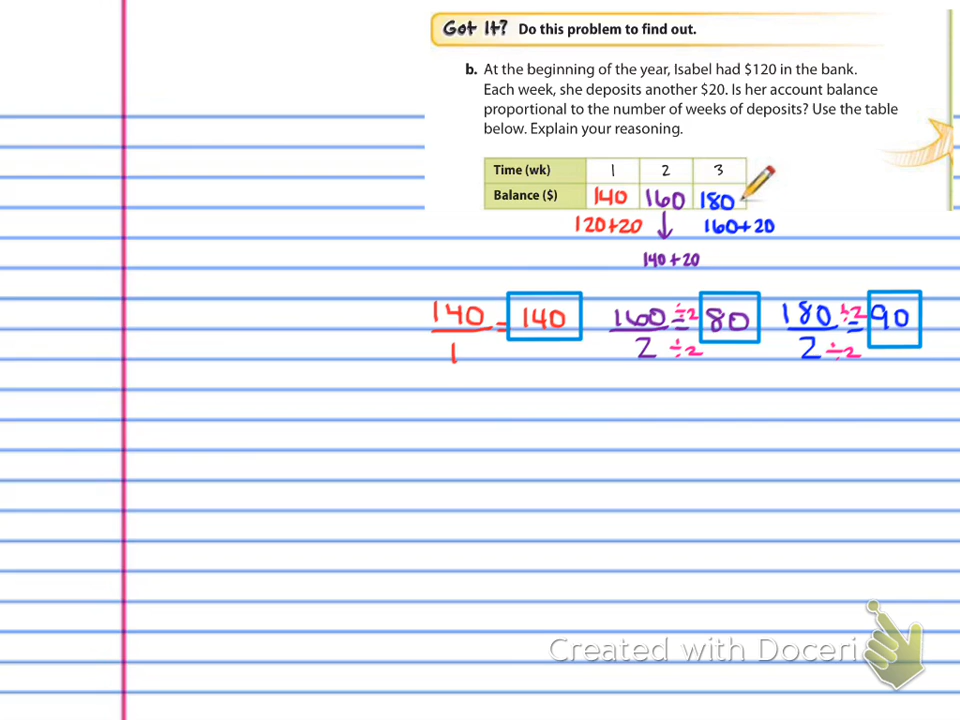 Got It? Do this problem to find out.
b. At the beginning of the year, Isabel had $120 in the bank.
Each week, she deposits another $20. Is her account balance
proportional to the number of weeks of deposits? Use the table
below. Explain your reasoning.
Time (wk) 1 2 3
Balance ($) 140 160 180
120+20 ↓ 160+20
140+20
140/1 = 140 160/2 ÷2/÷2 = 80 180/2 ÷2/÷2 = 90
Created with Doceri